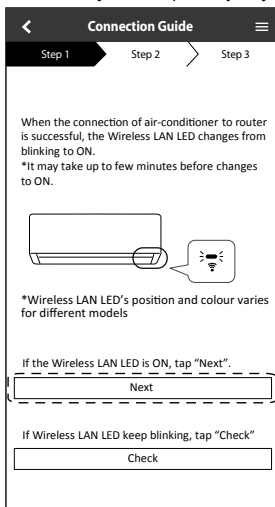 Connection Guide
Step 1
Step 2
Step 3
When the connection of air-conditioner to router
is successful, the Wireless LAN LED changes from
blinking to ON.
*It may take up to few minutes before changes
to ON.
*Wireless LAN LED's position and colour varies
for different models
If the Wireless LAN LED is ON, tap “Next”.
Next
If Wireless LAN LED keep blinking, tap “Check”
Check